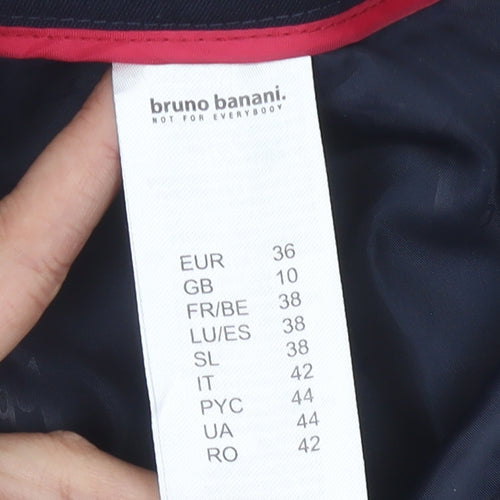 bruno banani.
NOT FOR EVERYBODY
EUR 36
GB 10
FR/BE 38
LU/ES 38
SL 38
IT 42
PYC 44
UA 44
RO 42